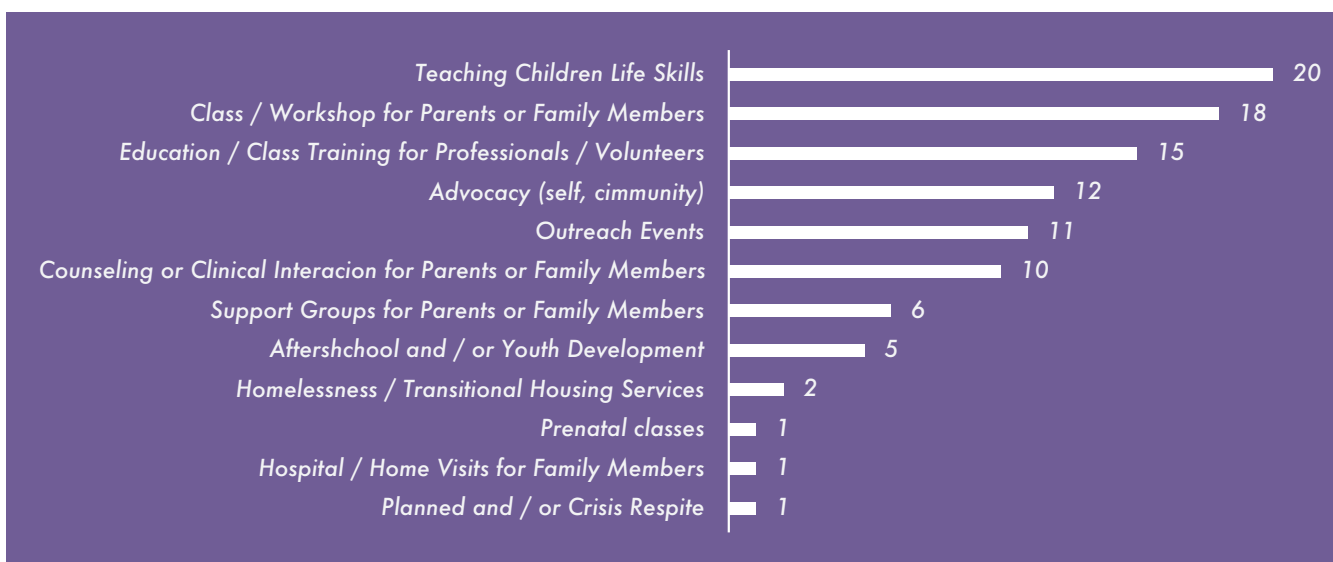 Teaching Children Life Skills 20
Class / Workshop for Parents or Family Members 18
Education / Class Training for Professionals / Volunteers 15
Advocacy (self, cimmunity) 12
Outreach Events 11
Counseling or Clinical Interacion for Parents or Family Members 10
Support Groups for Parents or Family Members 6
Aftershchool and / or Youth Development 5
Homelessness / Transitional Housing Services 2
Prenatal classes 1
Hospital / Home Visits for Family Members 1
Planned and / or Crisis Respite 1